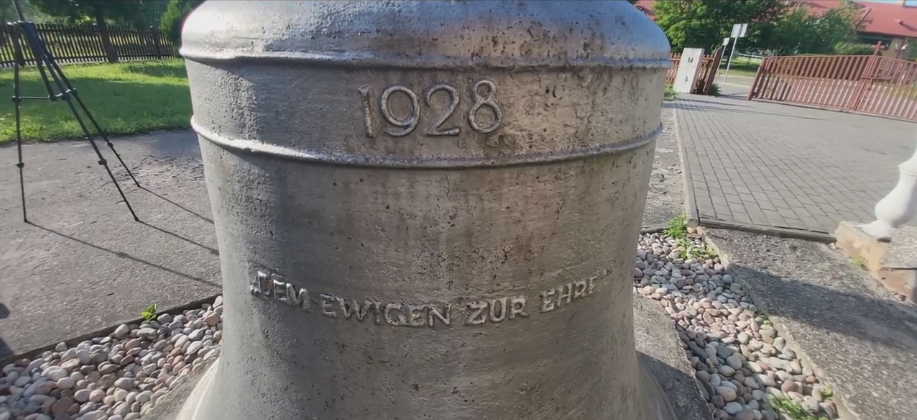 1928
„DEM EWIGEN ZUR EHRE"